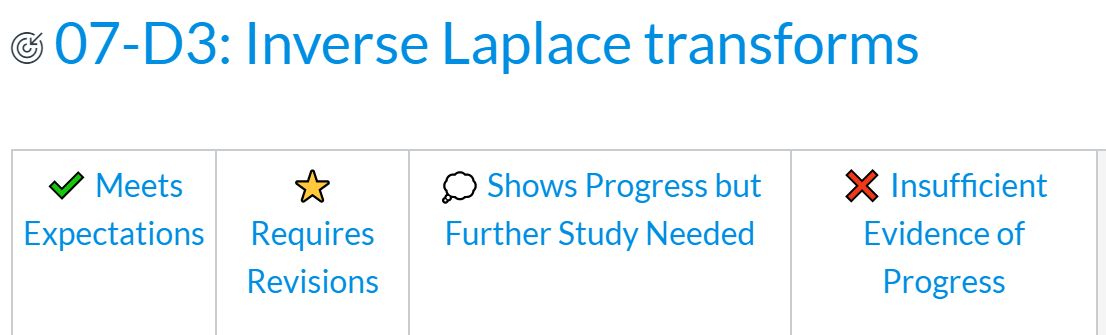 07-D3: Inverse Laplace transforms
Meets
Expectations
Requires
Revisions
Shows Progress but
Further Study Needed
Insufficient
Evidence of
Progress